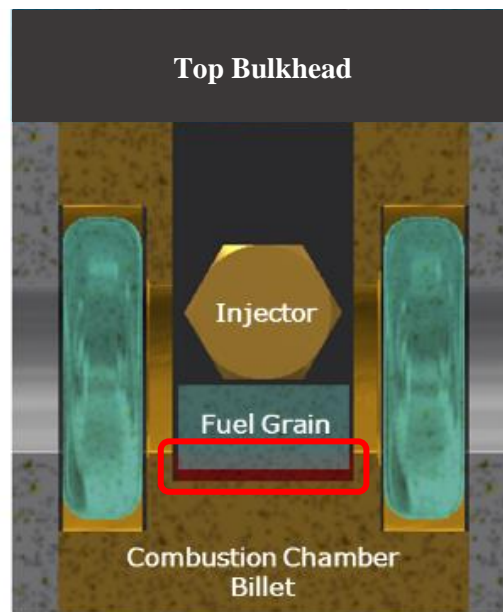 Top Bulkhead
Injector
Fuel Grain
Combustion Chamber
Billet